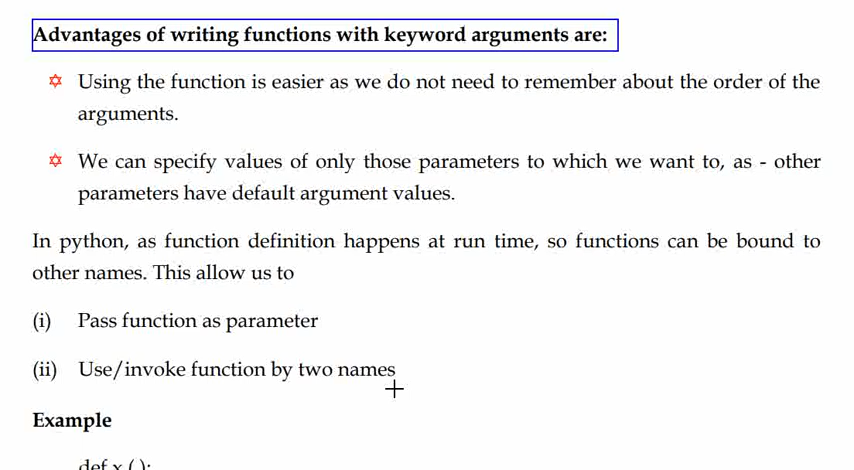 Advantages of writing functions with keyword arguments are:
Using the function is easier as we do not need to remember about the order of the
arguments.
We can specify values of only those parameters to which we want to, as - other
parameters have default argument values.
In python, as function definition happens at run time, so functions can be bound to
other names. This allow us to
(i) Pass function as parameter
(ii) Use/invoke function by two names
Example
def x ( ):